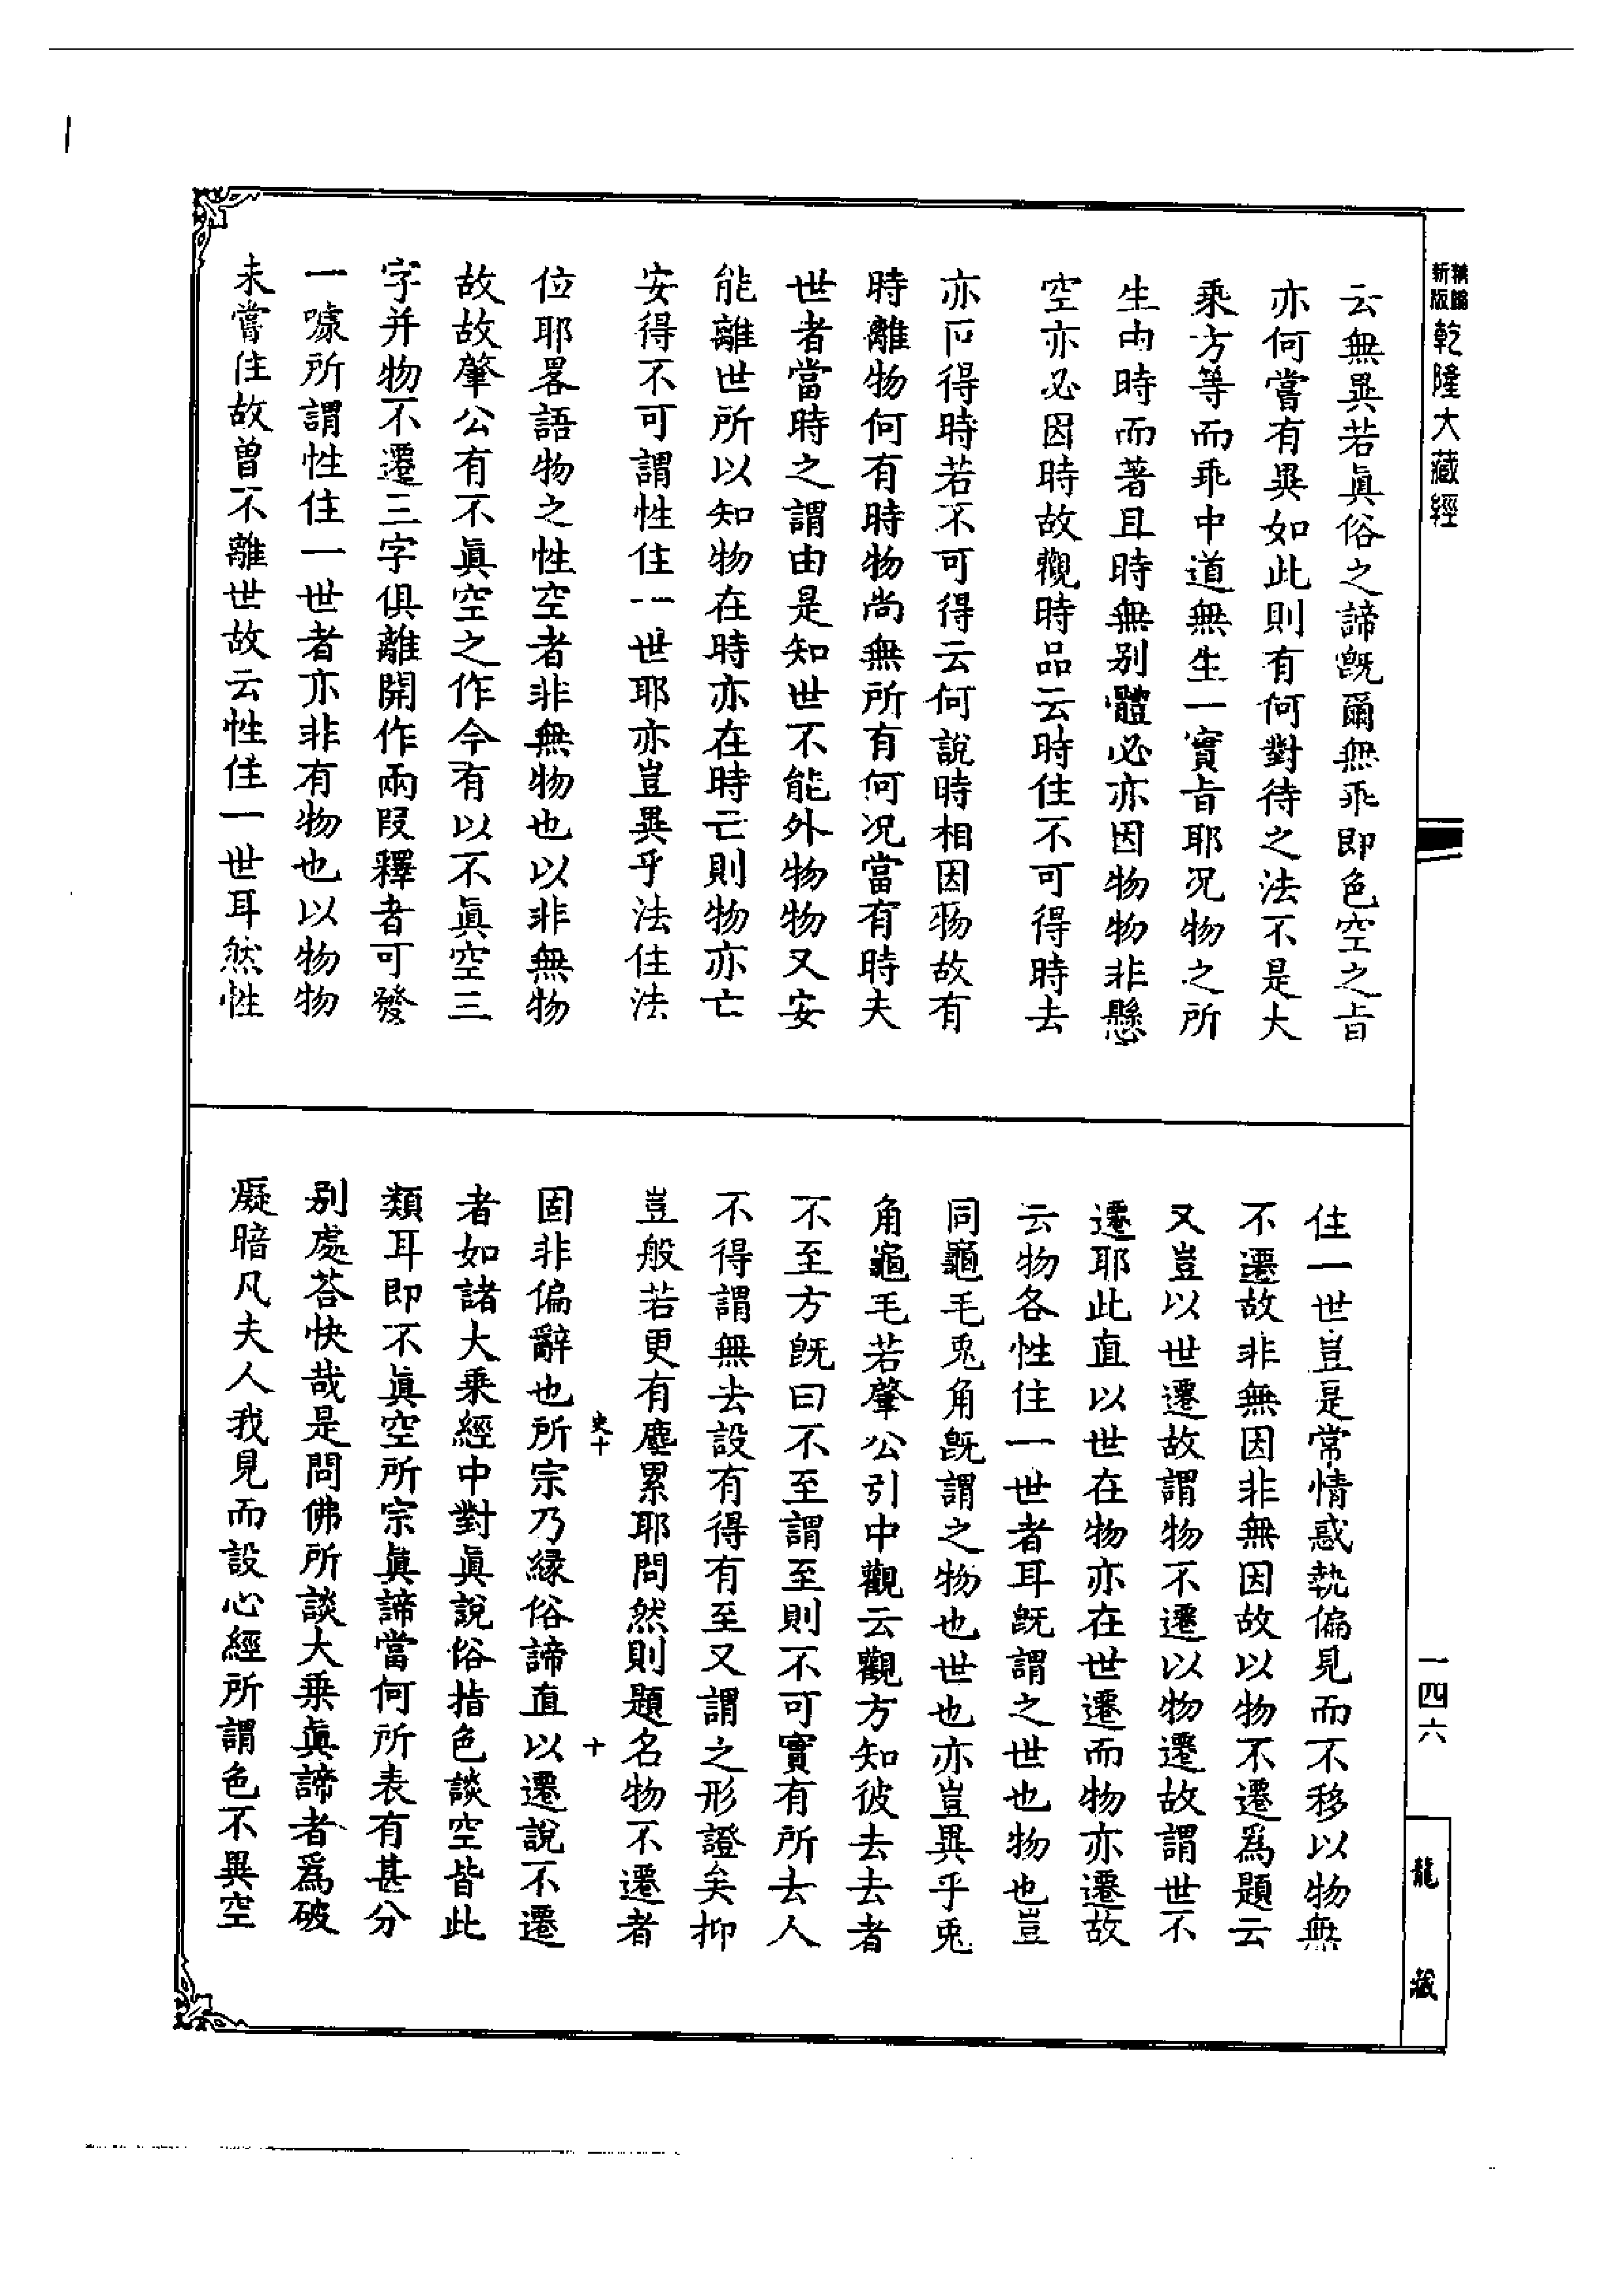 新版
乾隆大藏經
云無異若眞俗之諦旣爾無乖即色空之㫖
亦何嘗有異如此則有何對待之法不是大
乘方等而乖中道無生一實㫖耶况物之所
生由時而著且時無别體必亦因物物非懸
空亦必因時故觀時品云時住不可得時去
亦叵得時若不可得云何說時相因物故有
時離物何有時物尚無所有何况當有時夫
世者當時之謂由是知世不能外物物又安
能離世所以知物在時亦在時亡則物亦亡
安得不可謂性住一世耶亦豈異乎法住法
位耶畧語物之性空者非無物也以非無物
故故肇公有不眞空之作今有以不眞空三
字并物不遷三字俱離開作兩段釋者可發
一噱所謂性住一世者亦非有物也以物物
未嘗住故曾不離世故云性住一世耳然性
住一世豈是常情惑執偏見而不移以物無
不遷故非無因非無因故以物不遷爲題云
又豈以世遷故謂物不遷以物遷故謂世不
遷耶此直以世在物亦在世遷而物亦遷故
云物各性住一世者耳旣謂之世也物也豈
同龜毛兎角旣謂之物也世也亦豈異乎兎
角龜毛若肇公引中觀云觀方知彼去去者
不至方旣曰不至謂至則不可實有所去人
不得謂無去設有得有至又謂之形證矣抑
豈般若更有塵累耶問然則題名物不遷者
史十
十
固非偏辭也所宗乃縁俗諦直以遷說不遷
者如諸大乘經中對眞說俗指色談空皆此
類耳即不眞空所宗眞諦當何所表有甚分
别處荅快哉是問佛所談大乗眞諦者爲破
癡暗凡夫人我見而設心經所謂色不異空
一四六
龍藏